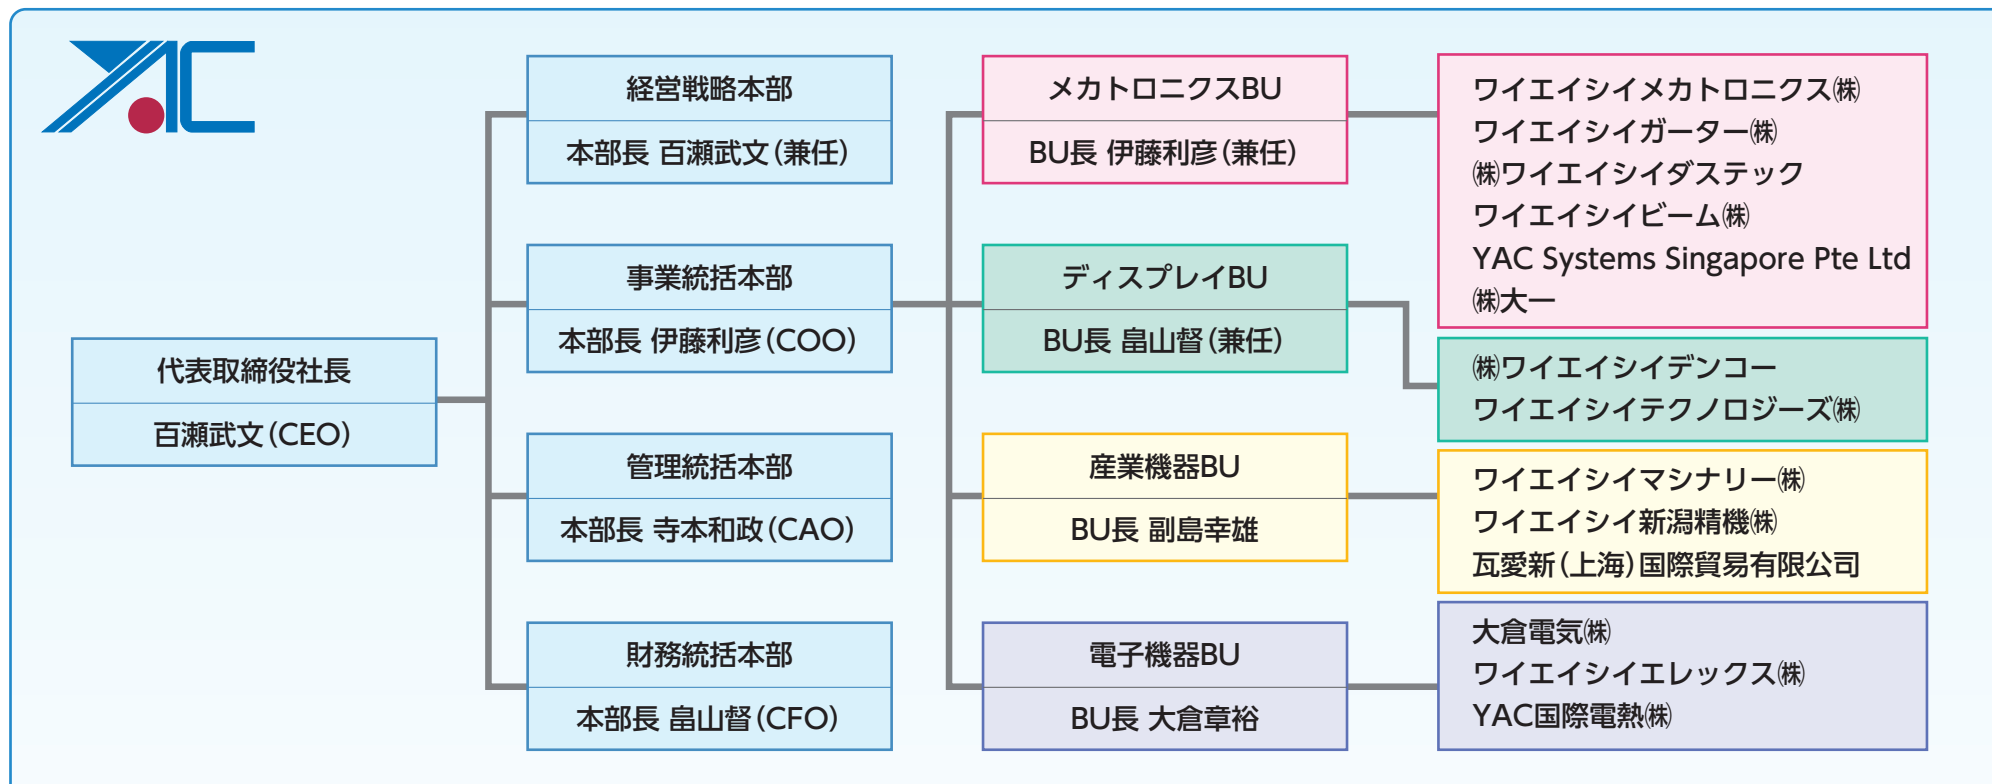 YAC
代表取締役社長
百瀬武文(CEO)
経営戦略本部
本部長 百瀬武文(兼任)
事業統括本部
本部長 伊藤利彦(COO)
管理統括本部
本部長 寺本和政(CAO)
財務統括本部
本部長 畠山督(CFO)
メカトロニクスBU
BU長 伊藤利彦(兼任)
ディスプレイBU
BU長 畠山督(兼任)
産業機器BU
BU長 副島幸雄
電子機器BU
BU長 大倉章裕
ワイエイシイメカトロニクス㈱
ワイエイシイガーター㈱
㈱ワイエイシイダステック
ワイエイシイビーム㈱
YAC Systems Singapore Pte Ltd
㈱大一
㈱ワイエイシイデンコー
ワイエイシイテクノロジーズ㈱
ワイエイシイマシナリー㈱
ワイエイシイ新潟精機㈱
瓦愛新(上海)国際貿易有限公司
大倉電気㈱
ワイエイシイエレックス㈱
YAC国際電熱㈱